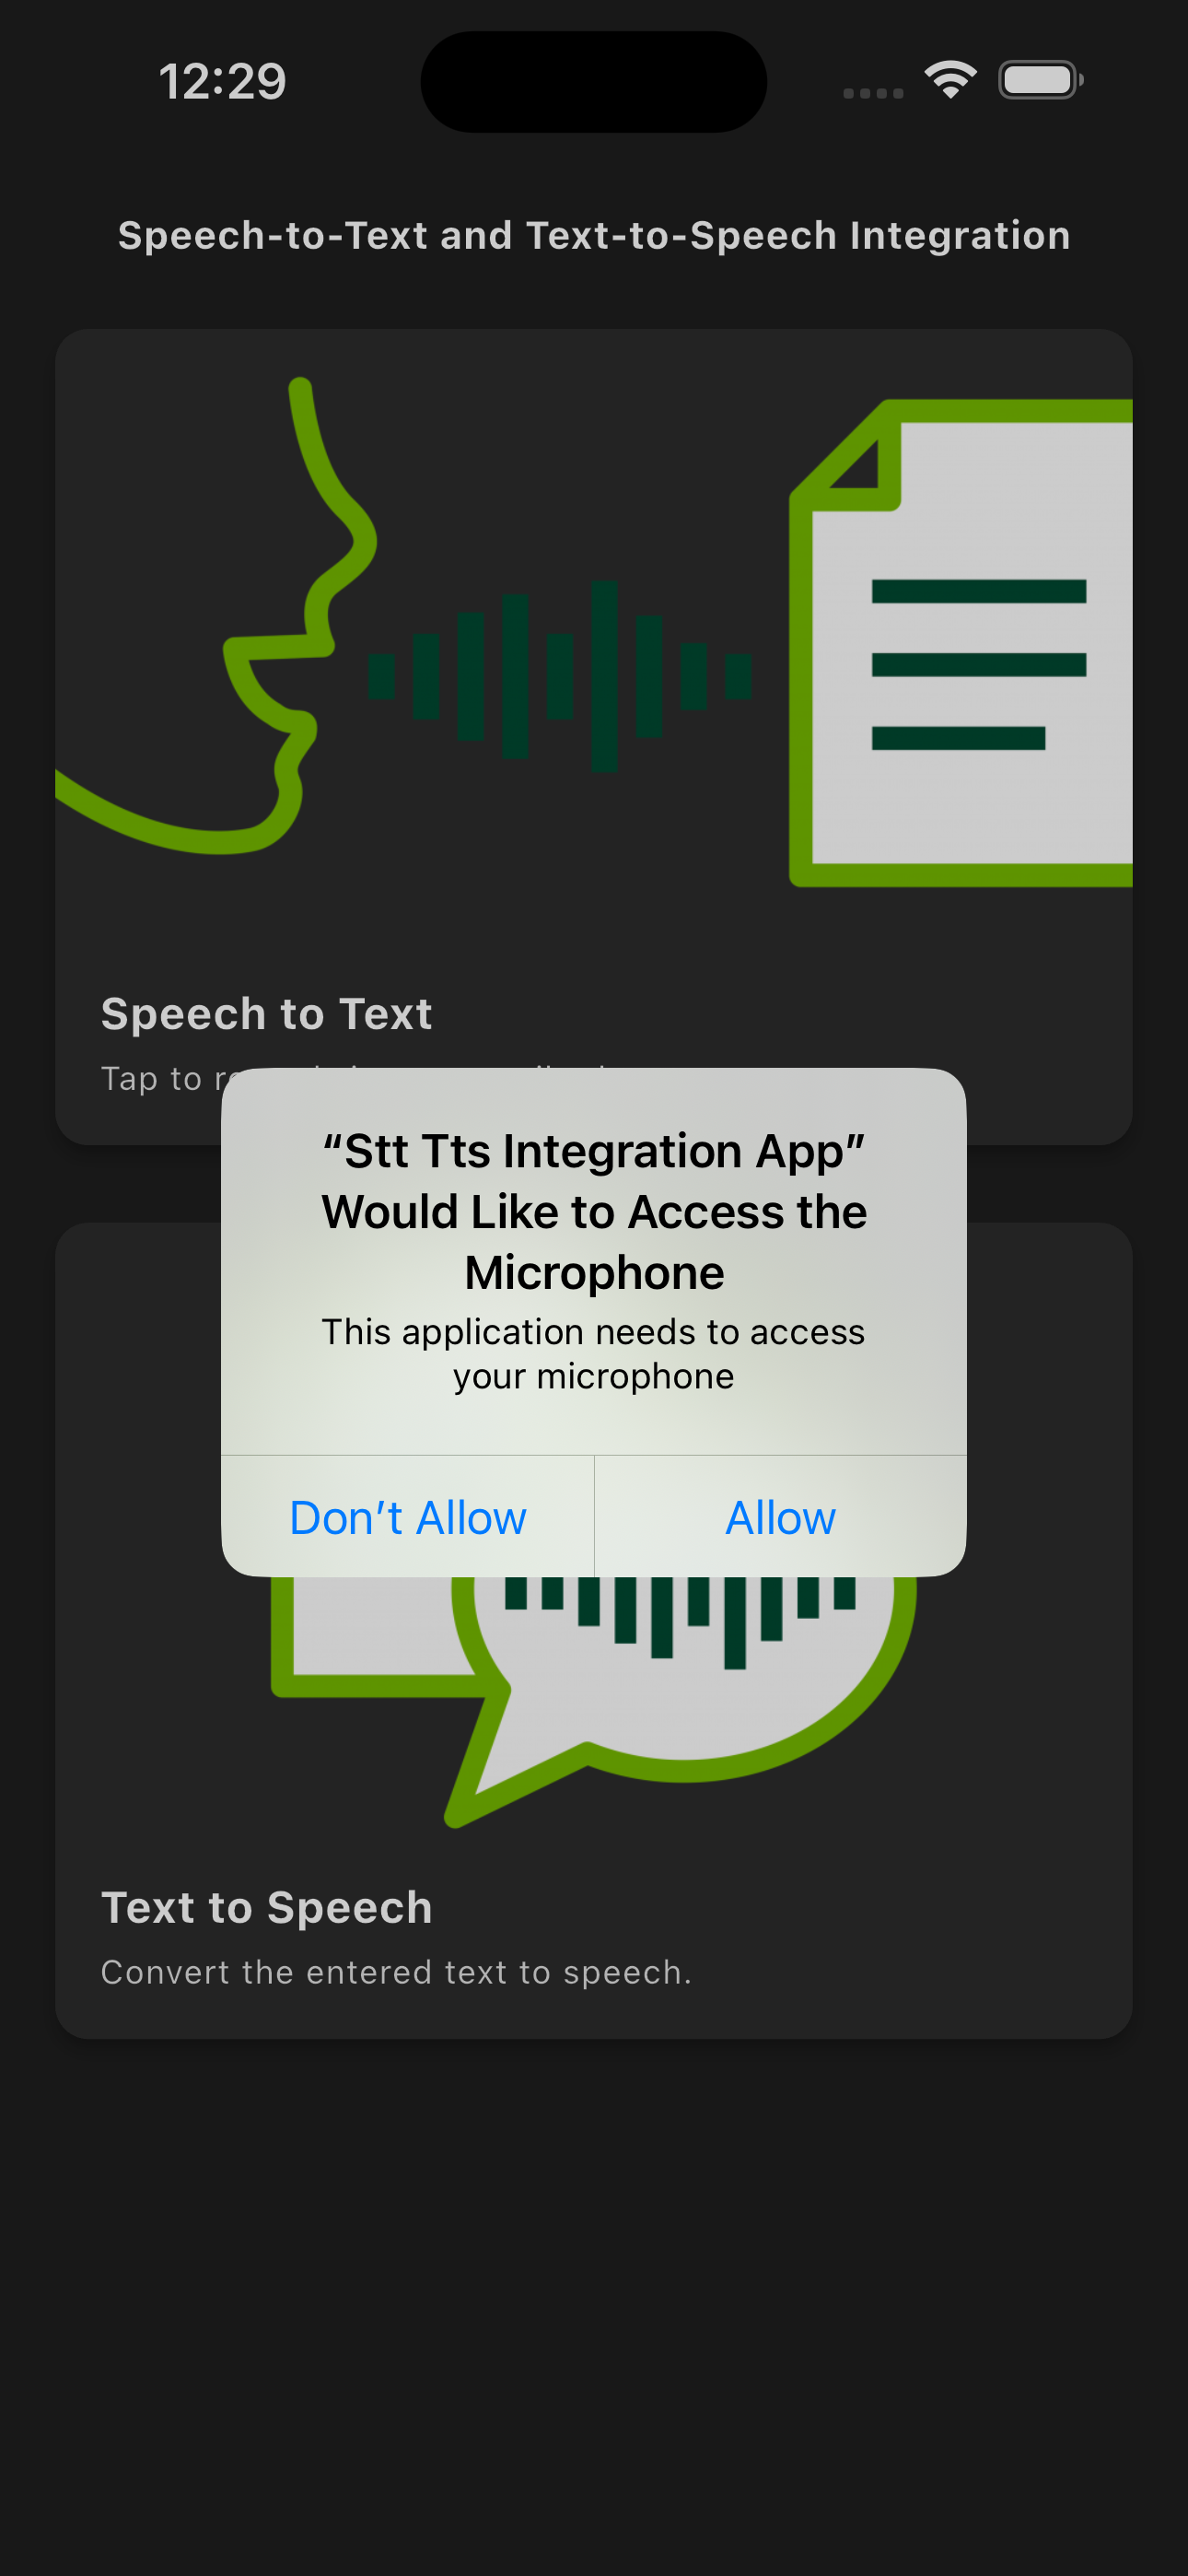 12:29
Speech-to-Text and Text-to-Speech Integration
Speech to Text
Tap to
“Stt Tts Integration App”
Would Like to Access the
Microphone
This application needs to access
your microphone
Don’t Allow
Allow
Text to Speech
Convert the entered text to speech.